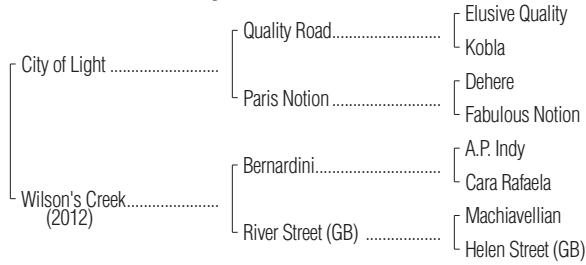 Elusive Quality
Quality Road
Kobla
City of Light
Dehere
Paris Notion
Fabulous Notion
A.P. Indy
Bernardini
Cara Rafaela
Wilson's Creek
(2012)
Machiavellian
River Street (GB)
Helen Street (GB)